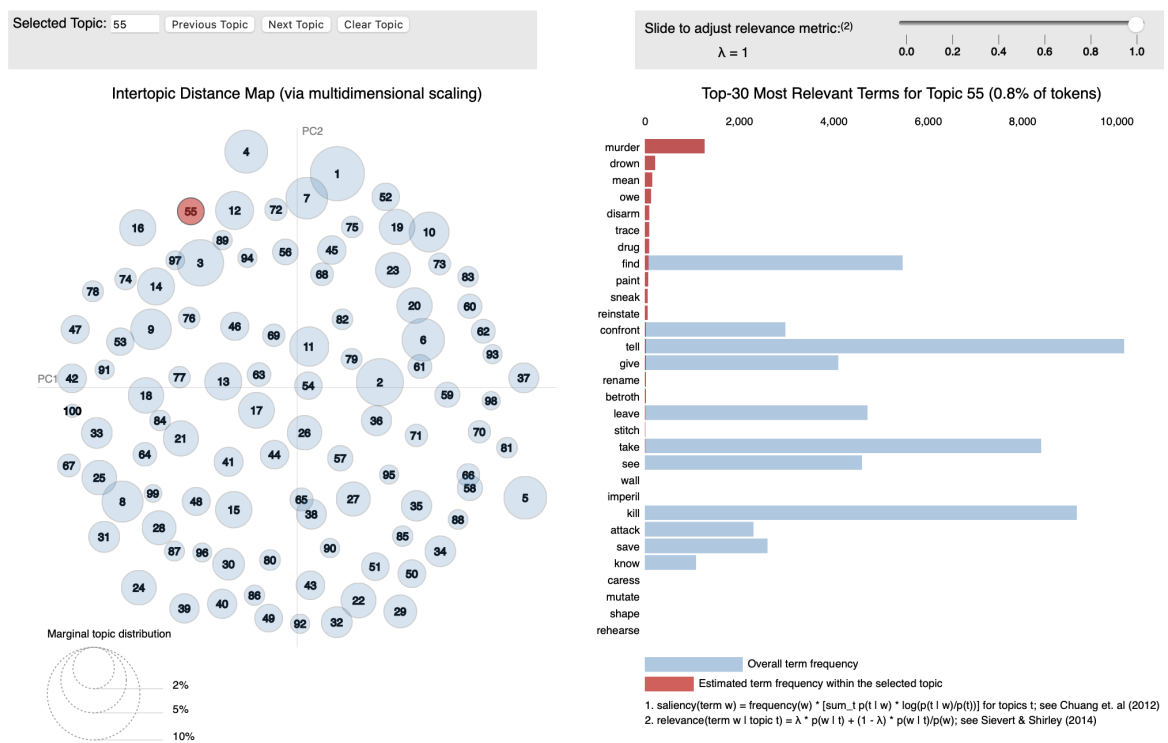 Selected Topic: 55 Previous Topic Next Topic Clear Topic
Slide to adjust relevance metric:(2)
λ = 1
0.0 0.2 0.4 0.6 0.8 1.0
Intertopic Distance Map (via multidimensional scaling)
PC2
PC1
4
1
7
52
55
12
72
16
75
19
10
89
56
45
97
3
94
68
23
73
83
74
14
78
20
60
76
82
47
9
46
69
62
53
11
6
93
79
61
91
42
77
13
63
54
2
37
18
59
98
100
17
84
36
33
21
26
71
70
81
64
44
57
67
41
25
95
66
58
99
8
48
65
27
5
15
38
35
88
31
28
85
87
96
90
34
30
80
51
50
24
43
86
22
39
40
29
49
92
32
Marginal topic distribution
2%
5%
10%
Top-30 Most Relevant Terms for Topic 55 (0.8% of tokens)
0 2,000 4,000 6,000 8,000 10,000
murder
drown
mean
owe
disarm
trace
drug
find
paint
sneak
reinstate
confront
tell
give
rename
betroth
leave
stitch
take
see
wall
imperil
kill
attack
save
know
caress
mutate
shape
rehearse
Overall term frequency
Estimated term frequency within the selected topic
1. saliency(term w) = frequency(w) * [sum_t p(t | w) * log(p(t | w)/p(t))] for topics t; see Chuang et. al (2012)
2. relevance(term w | topic t) = λ * p(w | t) + (1 - λ) * p(w | t)/p(w); see Sievert & Shirley (2014)